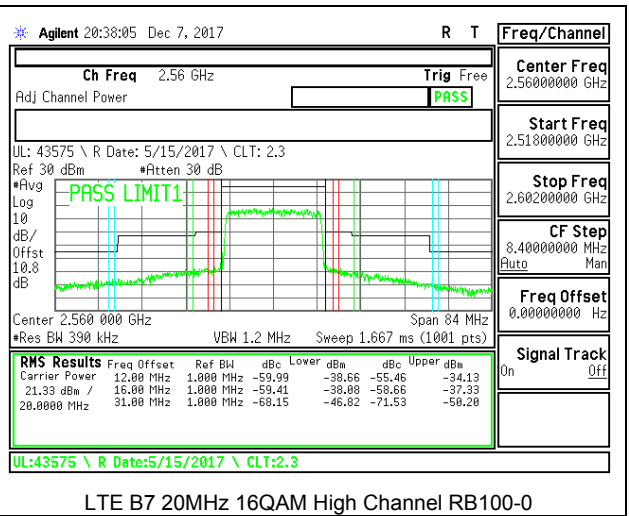 Agilent 20:38:05 Dec 7, 2017 R T
Freq/Channel
Ch Freq 2.56 GHz Trig Free
Adj Channel Power PASS
Center Freq
2.56000000 GHz
Start Freq
2.51800000 GHz
Stop Freq
2.60200000 GHz
CF Step
8.40000000 MHz
Auto Man
Freq Offset
0.00000000 Hz
Signal Track
On Off
UL: 43575 \ R Date: 5/15/2017 \ CLT: 2.3
Ref 30 dBm #Atten 30 dB
#Avg
Log
10
dB/
Offst
10.8
dB
PASS LIMIT1
Center 2.560 000 GHz Span 84 MHz
#Res BW 390 kHz VBW 1.2 MHz Sweep 1.667 ms (1001 pts)
RMS Results Freq Offset Ref BW dBc Lower dBm dBc Upper dBm
Carrier Power 12.00 MHz 1.000 MHz -59.99 -38.66 -55.46 -34.13
21.33 dBm / 16.00 MHz 1.000 MHz -59.41 -38.08 -58.66 -37.33
20.0000 MHz 31.00 MHz 1.000 MHz -68.15 -46.82 -71.53 -50.20
UL:43575 \ R Date:5/15/2017 \ CLT:2.3
LTE B7 20MHz 16QAM High Channel RB100-0